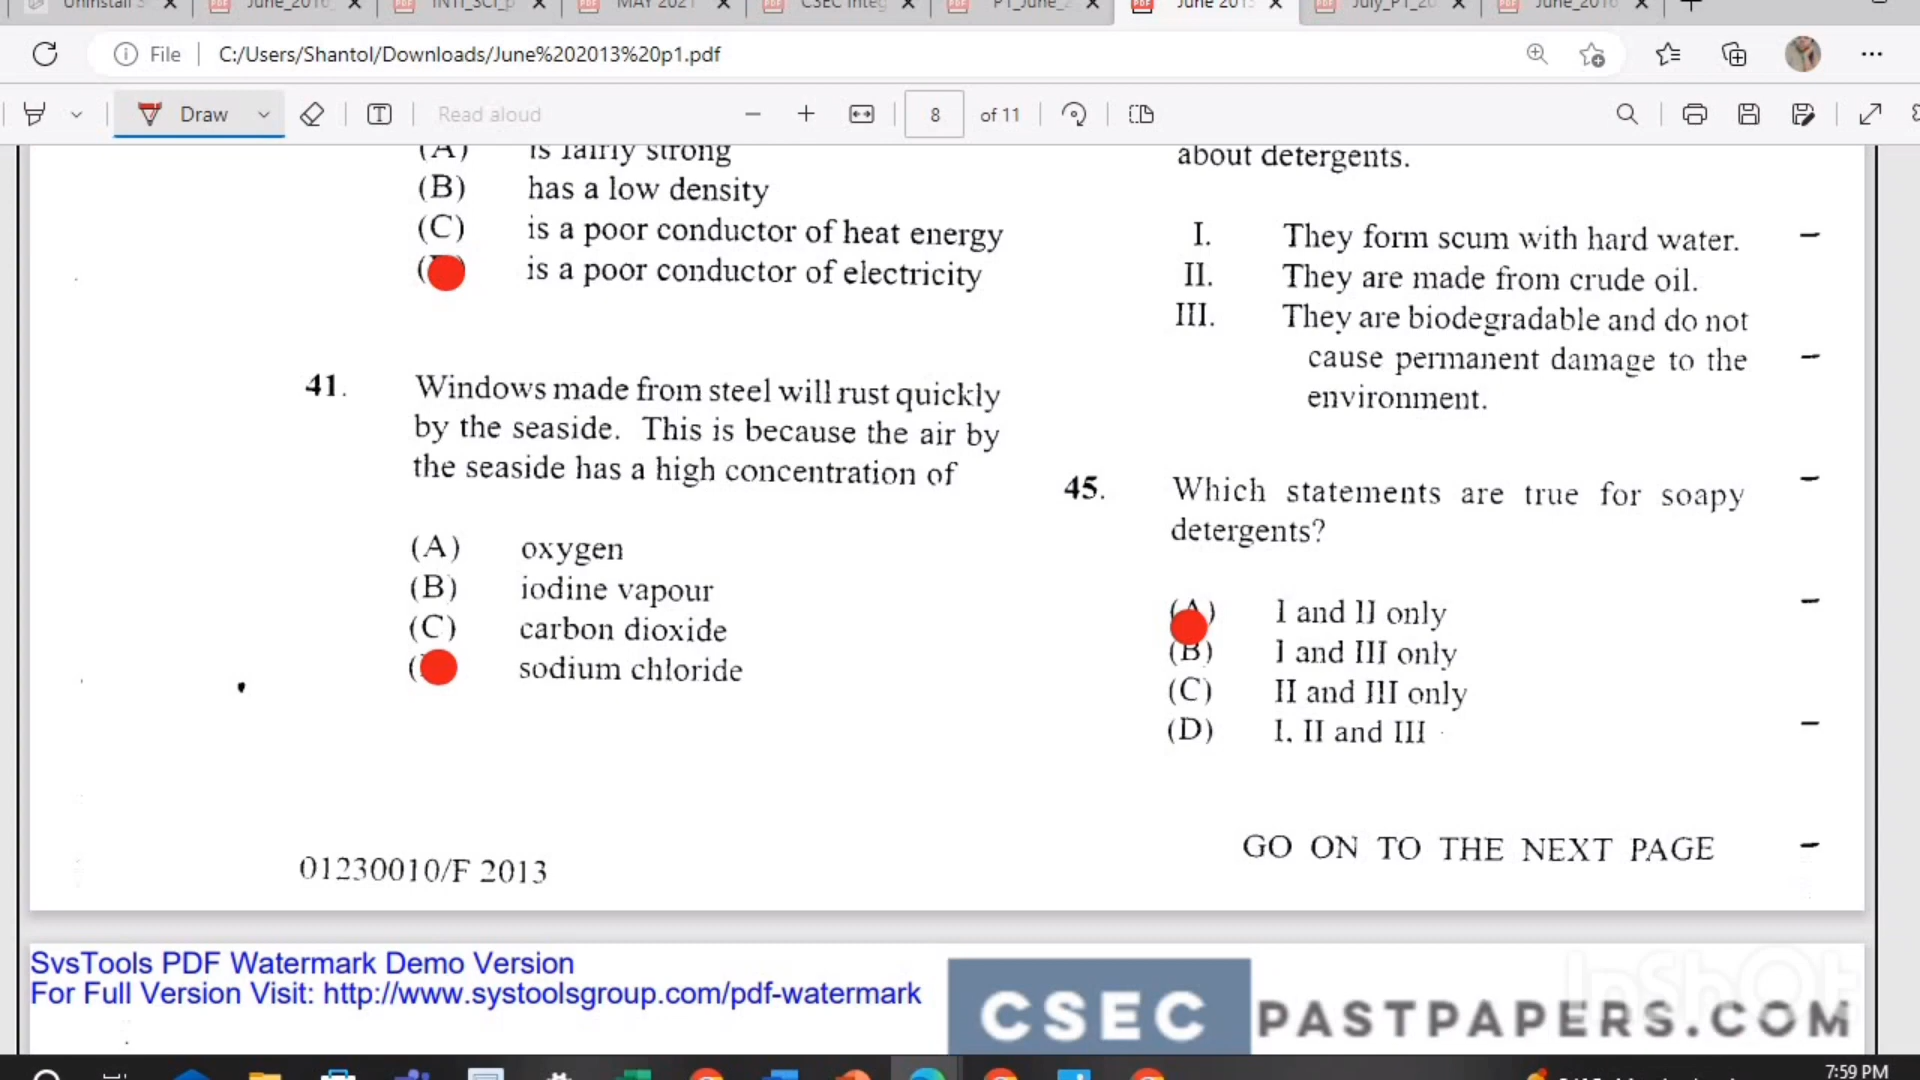 Uninstall S
June_2016_
INTI_SCI_p
MAY 2021
CSEC Integ
P1_June_2
June 2013
July_P1_20
June_2016
File C:/Users/Shantol/Downloads/June%202013%20p1.pdf
Draw Read aloud 8 of 11
(A) is fairly strong
(B) has a low density
(C) is a poor conductor of heat energy
( is a poor conductor of electricity
41. Windows made from steel will rust quickly
by the seaside. This is because the air by
the seaside has a high concentration of
(A) oxygen
(B) iodine vapour
(C) carbon dioxide
( sodium chloride
01230010/F 2013
about detergents.
I. They form scum with hard water.
II. They are made from crude oil.
III. They are biodegradable and do not
cause permanent damage to the
environment.
45. Which statements are true for soapy
detergents?
(A) I and II only
(B) I and III only
(C) II and III only
(D) I, II and III
GO ON TO THE NEXT PAGE
SvsTools PDF Watermark Demo Version
For Full Version Visit: http://www.systoolsgroup.com/pdf-watermark
CSEC PASTPAPERS.COM
InShOt
7:59 PM